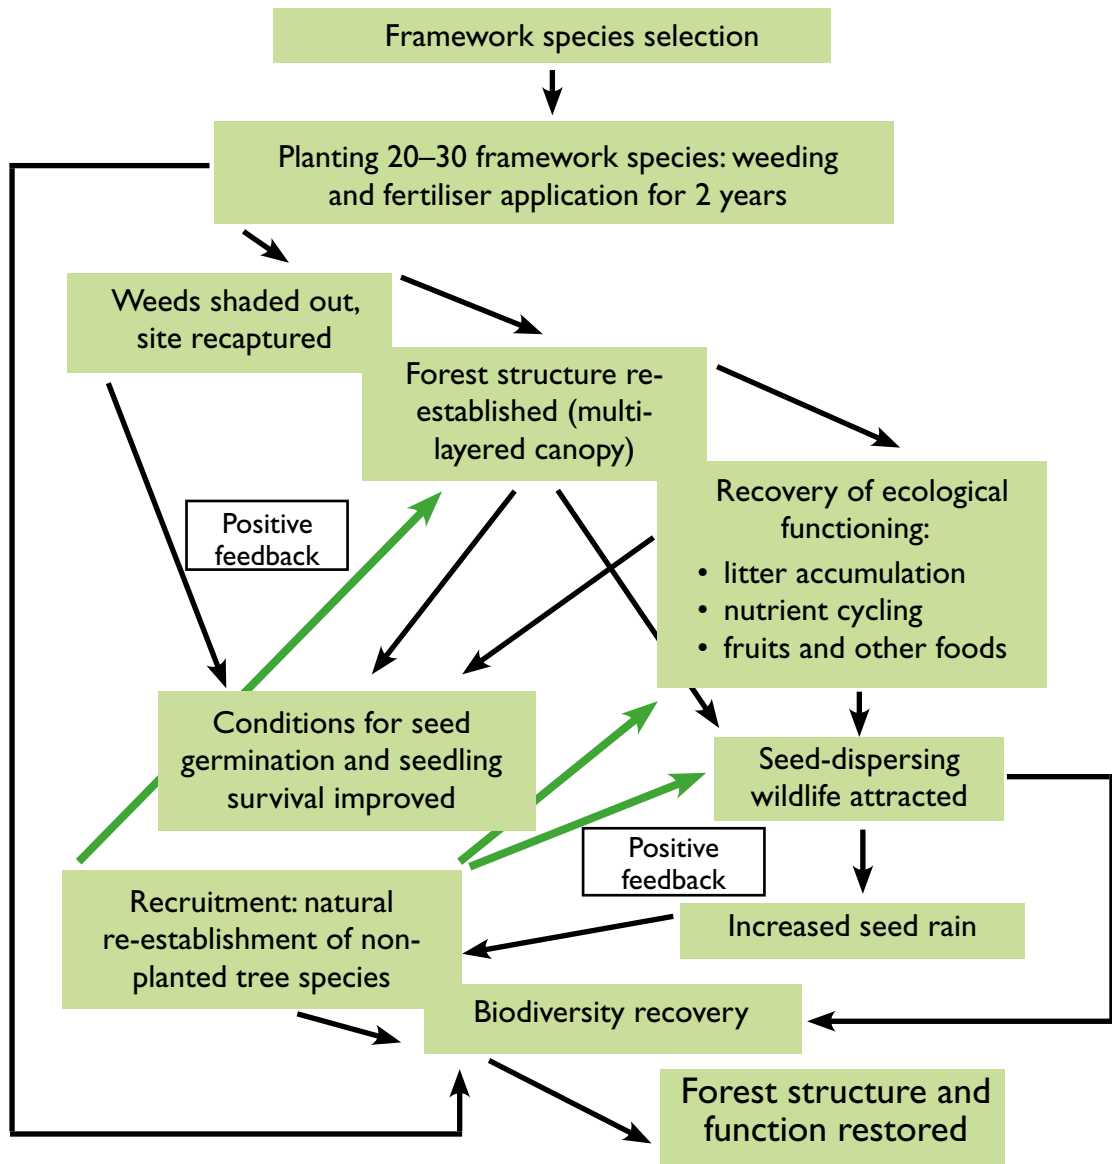 Framework species selection
Planting 20–30 framework species: weeding
and fertiliser application for 2 years
Weeds shaded out,
site recaptured
Forest structure re-
established (multi-
layered canopy)
Recovery of ecological
functioning:
• litter accumulation
• nutrient cycling
• fruits and other foods
Positive
feedback
Conditions for seed
germination and seedling
survival improved
Seed-dispersing
wildlife attracted
Positive
feedback
Recruitment: natural
re-establishment of non-
planted tree species
Increased seed rain
Biodiversity recovery
Forest structure and
function restored